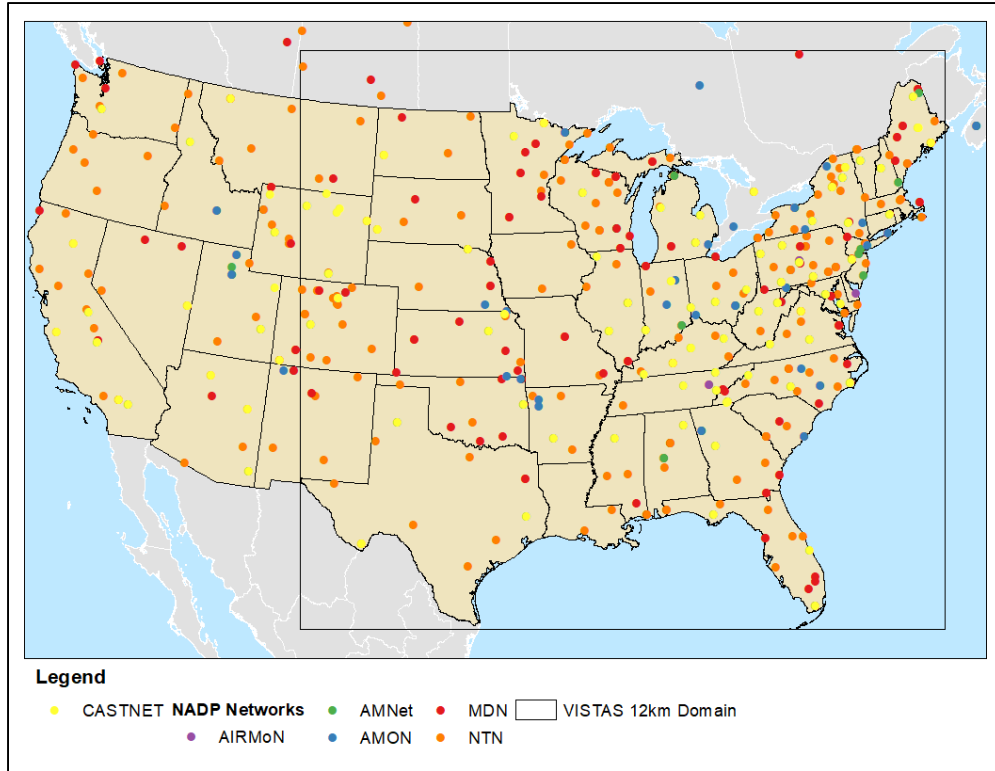 Legend
CASTNET NADP Networks AMNet MDN VISTAS 12km Domain
AIRMoN AMON NTN